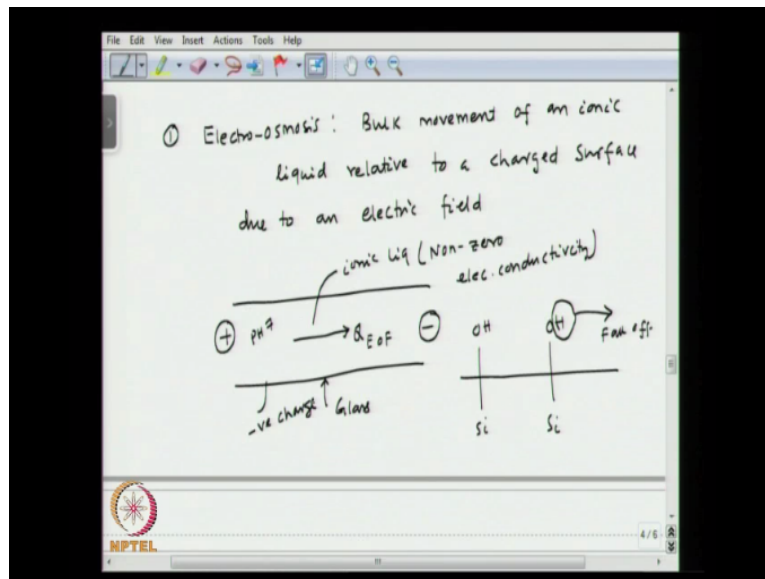 File Edit View Insert Actions Tools Help
① Electro-osmosis : Bulk movement of an ionic
liquid relative to a charged surface
due to an electric field
ionic liq (Non-zero
elec. conductivity)
+ pH 7 → Q EOF -
-ve charge Glass
OH OH → Fall off
Si Si
4/6
NPTEL